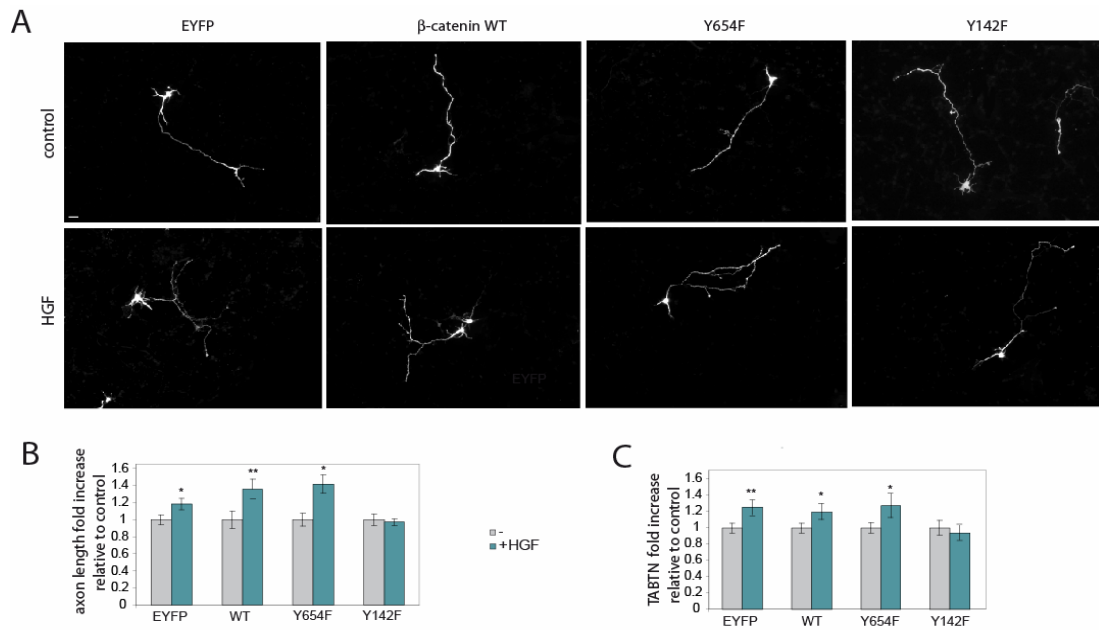 A
EYFP
β-catenin WT
Y654F
Y142F
control
HGF
EYFP
B
axon length fold increase
relative to control
1.6
1.4
1.2
1
0.8
0.6
0.4
0.2
0
*
**
*
EYFP
WT
Y654F
Y142F
-
+HGF
C
TABTN fold increase
relative to control
1.6
1.4
1.2
1
0.8
0.6
0.4
0.2
0
**
*
*
EYFP
WT
Y654F
Y142F